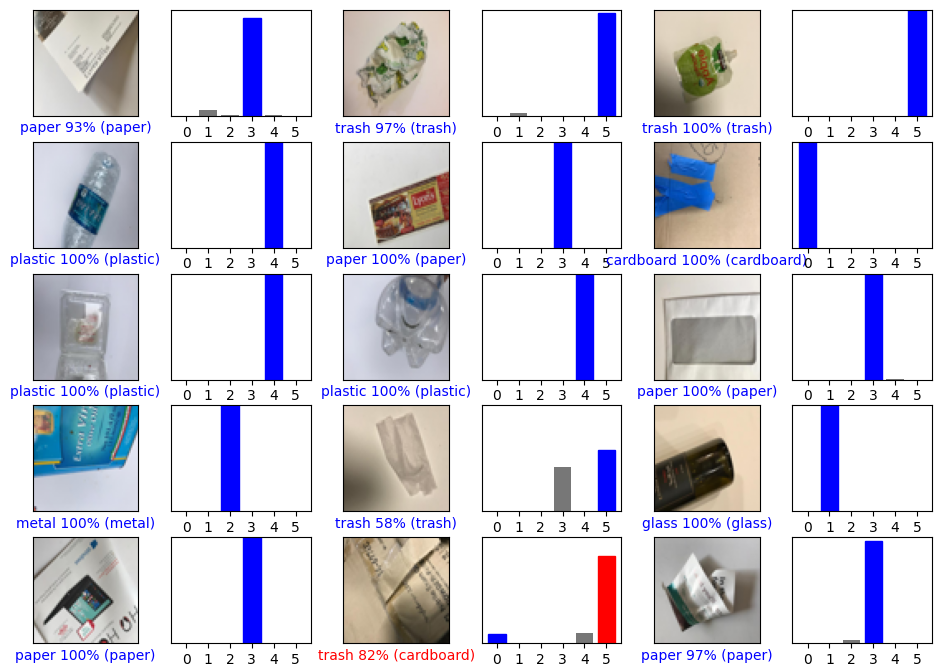 0 1 2 3 4 5
0 1 2 3 4 5
0 1 2 3 4 5
paper 93% (paper)
trash 97% (trash)
trash 100% (trash)
0 1 2 3 4 5
0 1 2 3 4 5
0 1 2 3 4 5
plastic 100% (plastic)
paper 100% (paper)
cardboard 100% (cardboard)
Lyons
0 1 2 3 4 5
0 1 2 3 4 5
0 1 2 3 4 5
plastic 100% (plastic)
plastic 100% (plastic)
paper 100% (paper)
Extra Vir
0 1 2 3 4 5
0 1 2 3 4 5
0 1 2 3 4 5
metal 100% (metal)
trash 58% (trash)
glass 100% (glass)
0 1 2 3 4 5
0 1 2 3 4 5
0 1 2 3 4 5
paper 100% (paper)
trash 82% (cardboard)
paper 97% (paper)